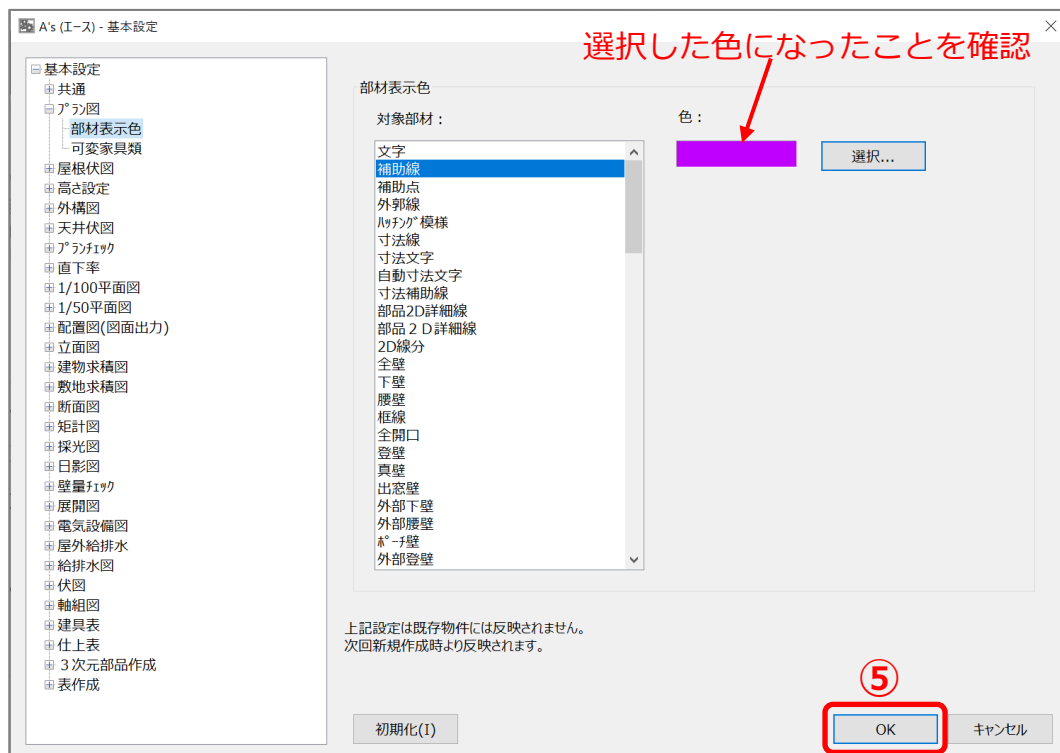 A's (エース) - 基本設定
選択した色になったことを確認
基本設定
共通
プラン図
部材表示色
可変家具類
屋根伏図
高さ設定
外構図
天井伏図
プランチェック
直下率
1/100平面図
1/50平面図
配置図(図面出力)
立面図
建物求積図
敷地求積図
断面図
矩計図
採光図
日影図
壁量チェック
展開図
電気設備図
屋外給排水
給排水図
伏図
軸組図
建具表
仕上表
３次元部品作成
表作成
部材表示色
対象部材：
色：
文字
補助線
補助点
外郭線
ﾊｯﾁﾝｸﾞ模様
寸法線
寸法文字
自動寸法文字
寸法補助線
部品2D詳細線
部品２Ｄ詳細線
2D線分
全壁
下壁
腰壁
框線
全開口
登壁
真壁
出窓壁
外部下壁
外部腰壁
ﾎﾟｰﾁ壁
外部登壁
選択...
上記設定は既存物件には反映されません。
次回新規作成時より反映されます。
⑤
初期化(I)
OK
キャンセル